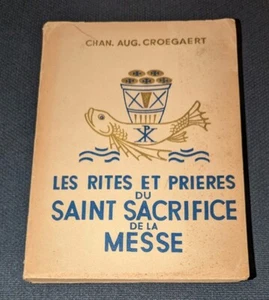 CHAN. AUG. CROEGAERT
LES RITES ET PRIERES
DU
SAINT SACRIFICE
DE LA
MESSE